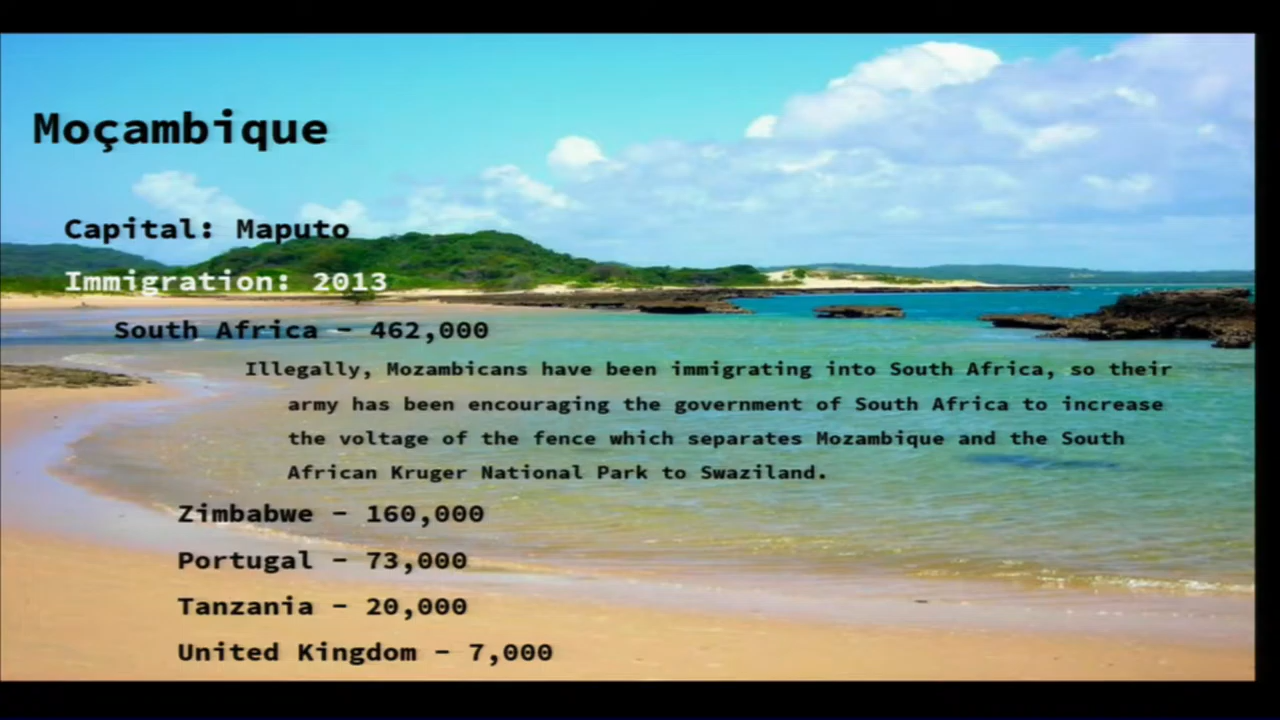 Moçambique
Capital: Maputo
Immigration: 2013
South Africa - 462,000
Illegally, Mozambicans have been immigrating into South Africa, so their
army has been encouraging the government of South Africa to increase
the voltage of the fence which separates Mozambique and the South
African Kruger National Park to Swaziland.
Zimbabwe - 160,000
Portugal - 73,000
Tanzania - 20,000
United Kingdom - 7,000